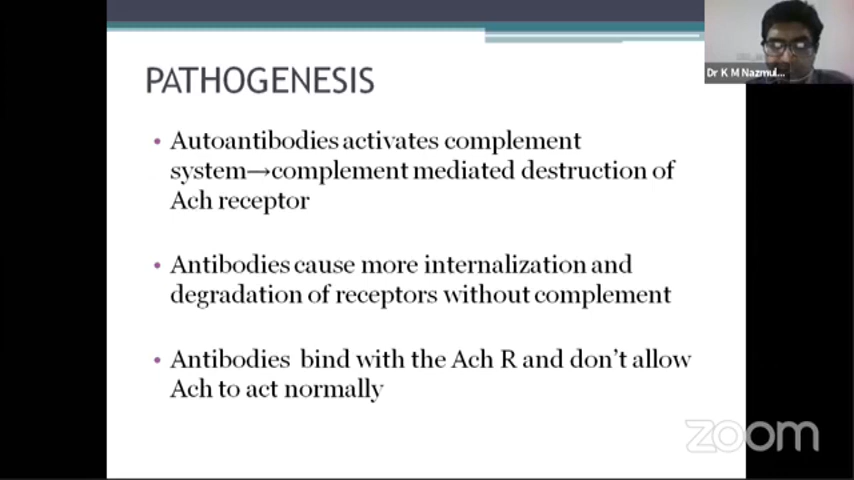 PATHOGENESIS
Dr K M Nazmul...
• Autoantibodies activates complement
system→complement mediated destruction of
Ach receptor
• Antibodies cause more internalization and
degradation of receptors without complement
• Antibodies bind with the Ach R and don't allow
Ach to act normally
zoom